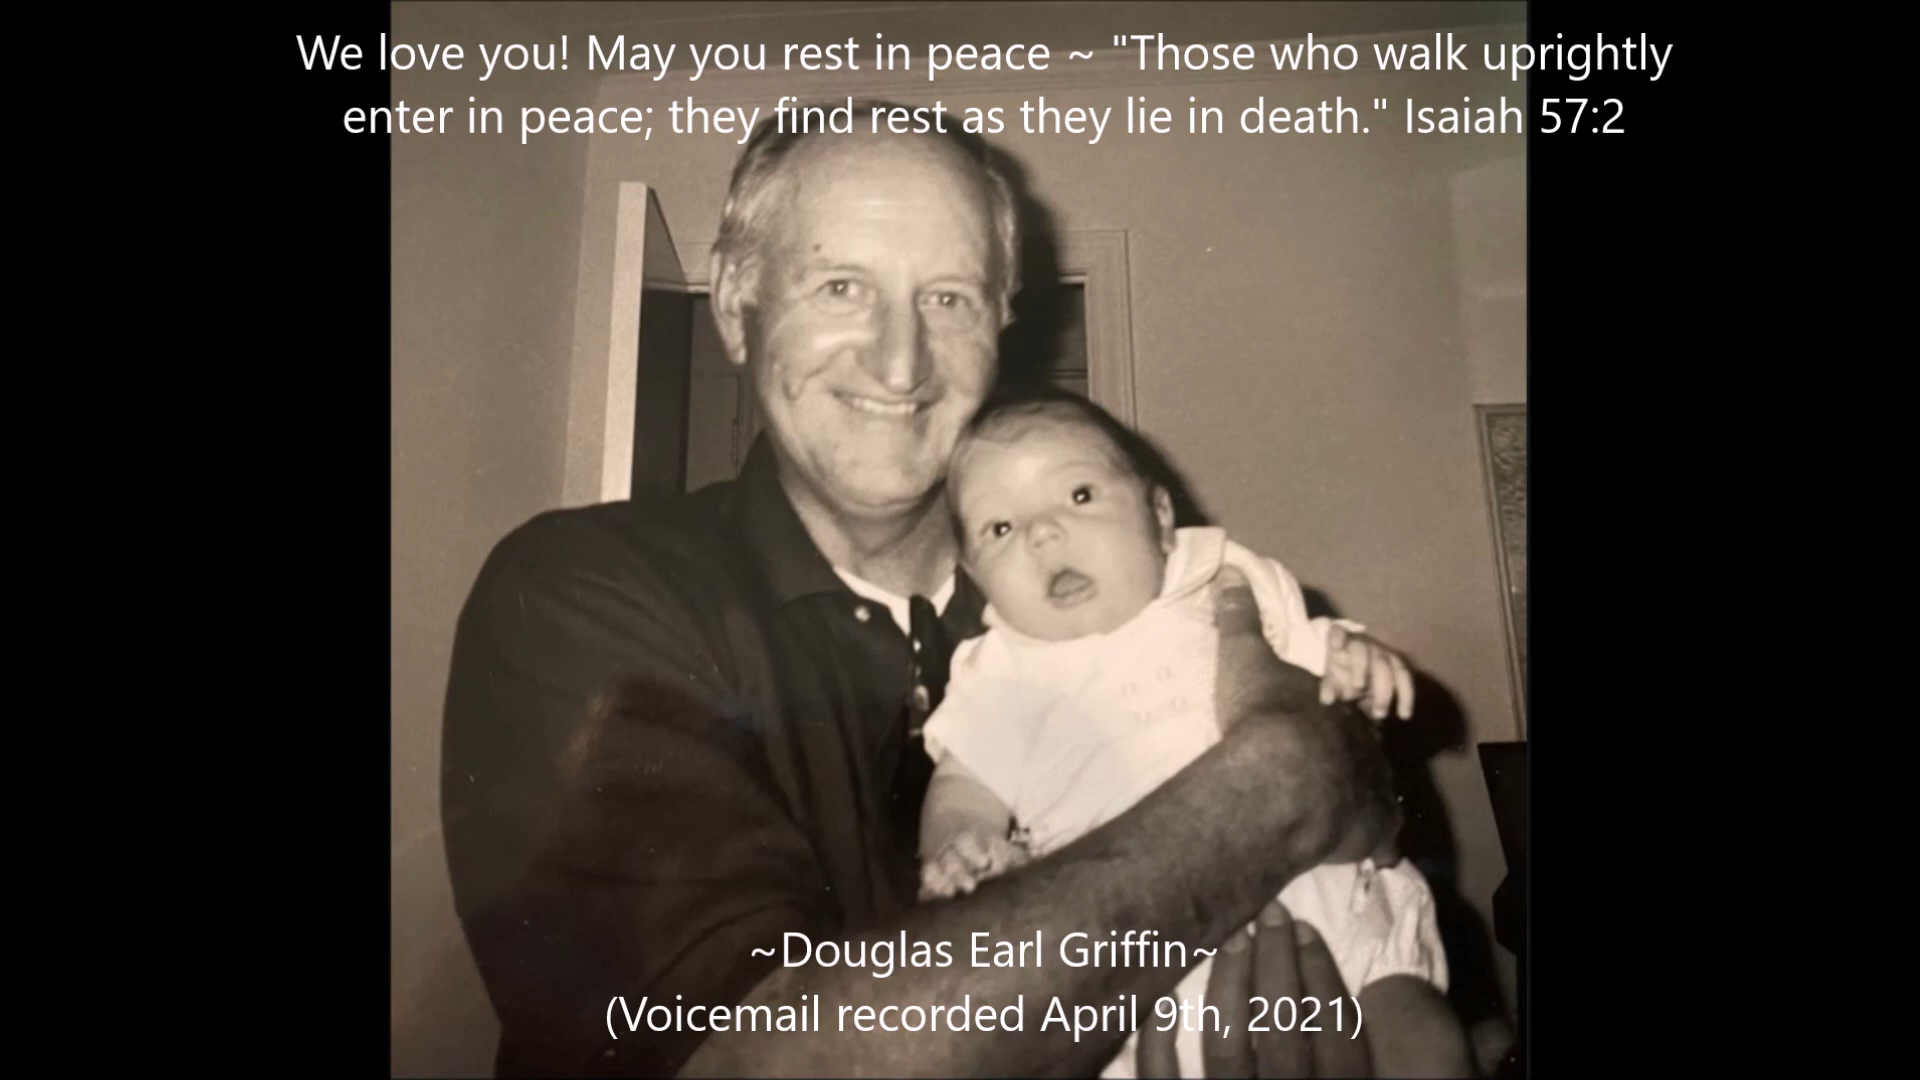 We love you! May you rest in peace ~ "Those who walk uprightly
enter in peace; they find rest as they lie in death." Isaiah 57:2
~Douglas Earl Griffin~
(Voicemail recorded April 9th, 2021)